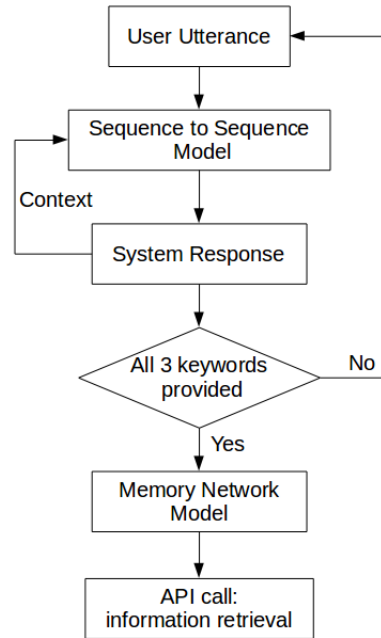 User Utterance
Sequence to Sequence
Model
Context
System Response
All 3 keywords
provided
No
Yes
Memory Network
Model
API call:
information retrieval